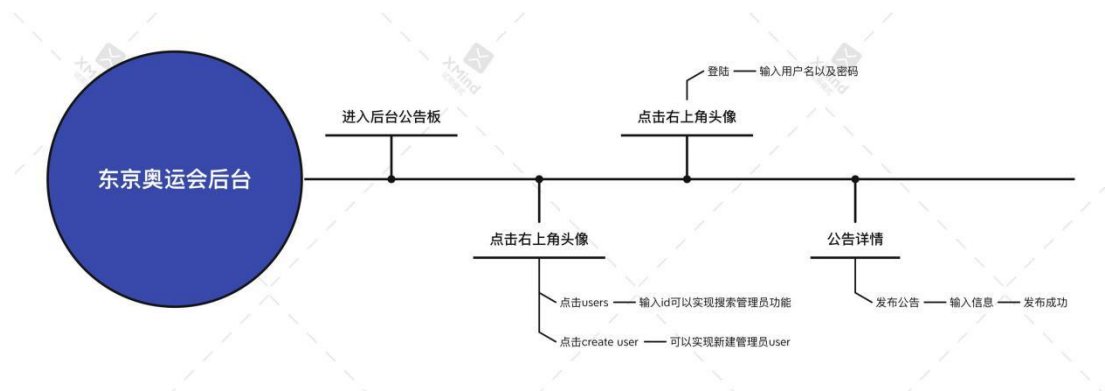 东京奥运会后台
进入后台公告板
点击右上角头像
点击users
输入id可以实现搜索管理员功能
点击create user
可以实现新建管理员user
点击右上角头像
登陆
输入用户名以及密码
公告详情
发布公告
输入信息
发布成功
XMind
XMind
XMind